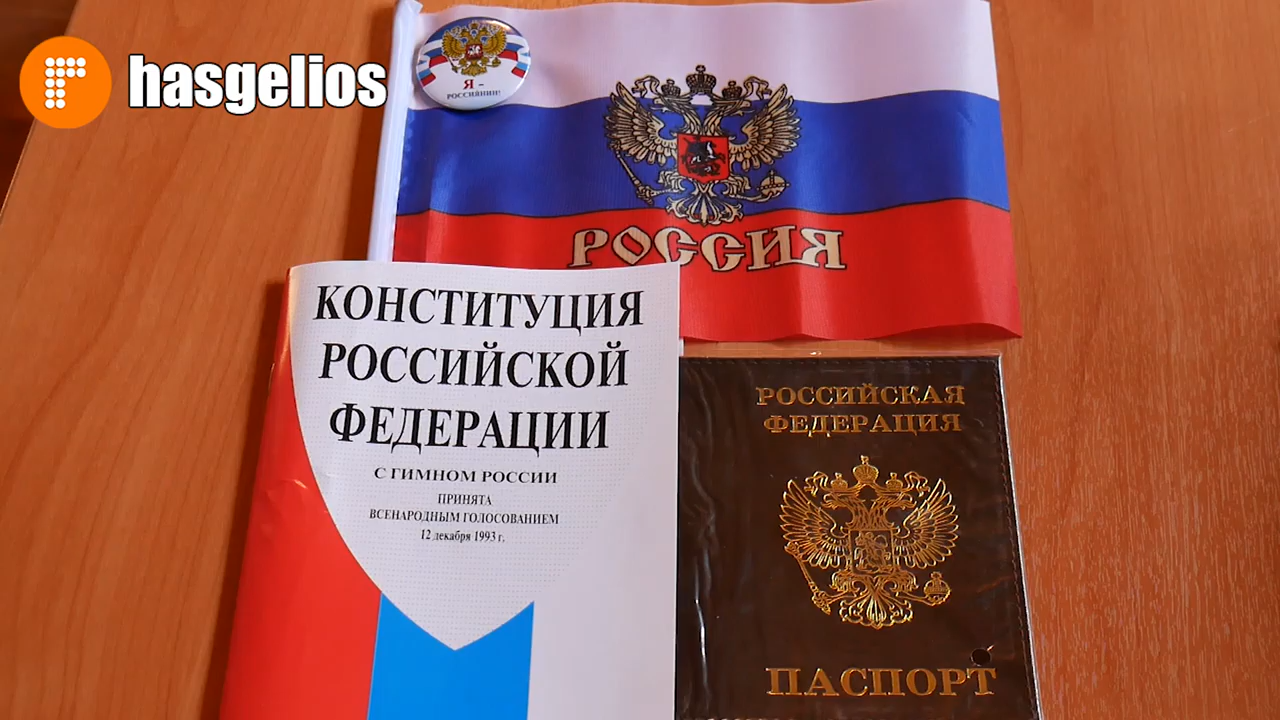 hasgelios
Я -
РОССИЯНИН!
РОССИЯ
КОНСТИТУЦИЯ
РОССИЙСКОЙ
ФЕДЕРАЦИИ
С ГИМНОМ РОССИИ
ПРИНЯТА
ВСЕНАРОДНЫМ ГОЛОСОВАНИЕМ
12 декабря 1993 г.
РОССИЙСКАЯ
ФЕДЕРАЦИЯ
ПАСПОРТ